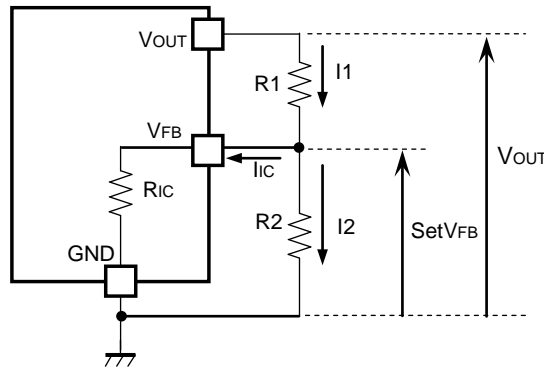 VOUT
R1
I1
VFB
IIC
VOUT
RIC
R2
I2
SetVFB
GND